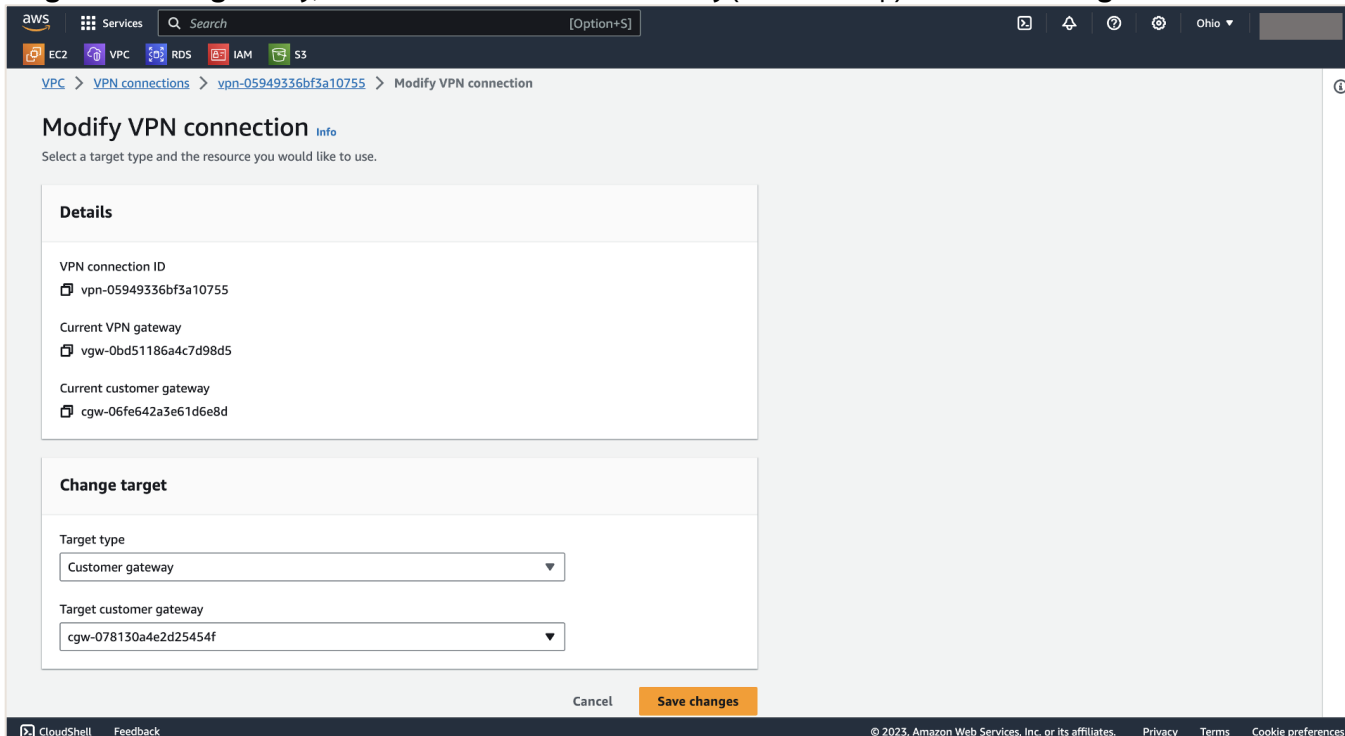 aws Services Search [Option+S] Ohio ▼
EC2 VPC RDS IAM S3
VPC > VPN connections > vpn-05949336bf3a10755 > Modify VPN connection
Modify VPN connection Info
Select a target type and the resource you would like to use.
Details
VPN connection ID
vpn-05949336bf3a10755
Current VPN gateway
vgw-0bd51186a4c7d98d5
Current customer gateway
cgw-06fe642a3e61d6e8d
Change target
Target type
Customer gateway
Target customer gateway
cgw-078130a4e2d25454f
Cancel Save changes
CloudShell Feedback © 2023, Amazon Web Services, Inc. or its affiliates. Privacy Terms Cookie preferences